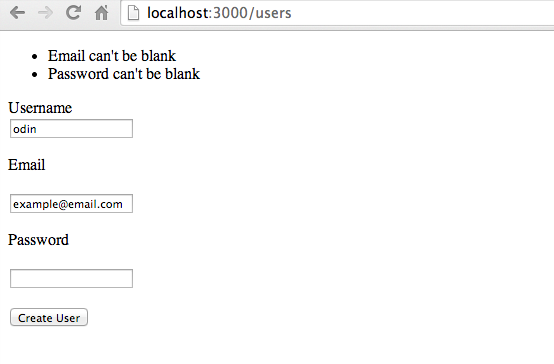 localhost:3000/users
Email can't be blank
Password can't be blank
Username
odin
Email
example@email.com
Password
Create User